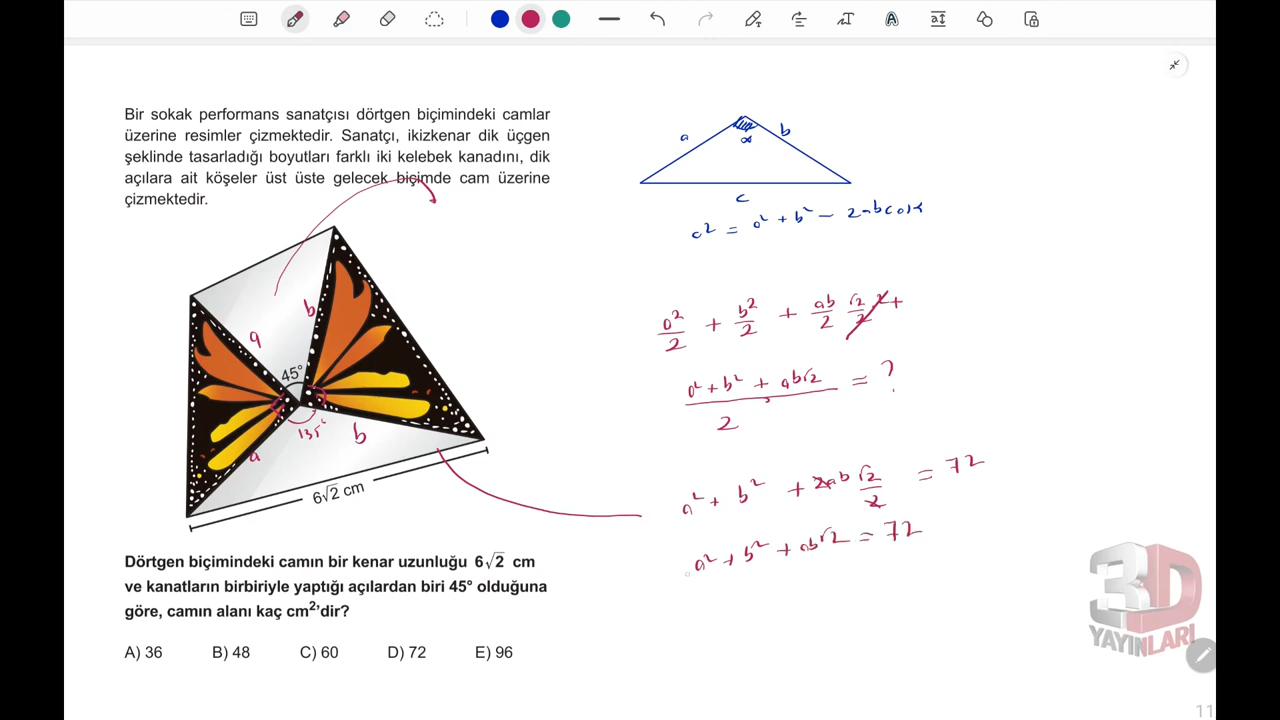 Bir sokak performans sanatçısı dörtgen biçimindeki camlar
üzerine resimler çizmektedir. Sanatçı, ikizkenar dik üçgen
şeklinde tasarladığı boyutları farklı iki kelebek kanadını, dik
açılara ait köşeler üst üste gelecek biçimde cam üzerine
çizmektedir.
a
b
45°
135°
a
b
6√2 cm
Dörtgen biçimindeki camın bir kenar uzunluğu 6√2 cm
ve kanatların birbiriyle yaptığı açılardan biri 45° olduğuna
göre, camın alanı kaç cm²'dir?
A) 36 B) 48 C) 60 D) 72 E) 96
a
b
α
c
c² = a² + b² - 2abcosα
a²/2 + b²/2 + ab/2 √2/2 · 2 +
(a² + b² + ab√2)/2 = ?
a² + b² + 2ab √2/2 = 72
a² + b² + ab√2 = 72
3D
YAYINLARI
11